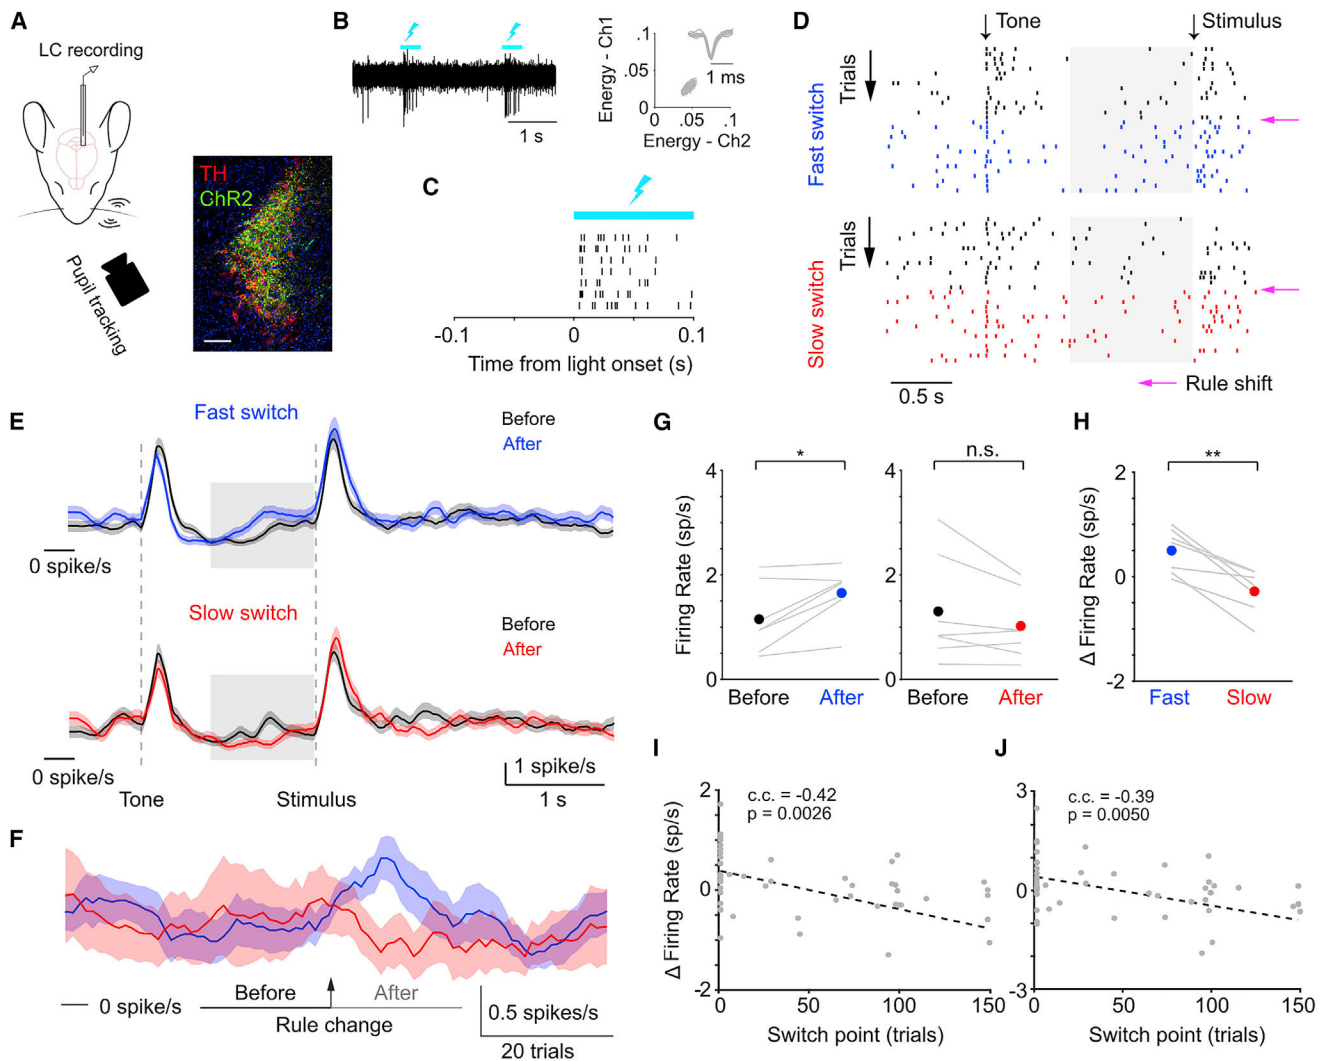 A
LC recording
Pupil tracking
TH
ChR2
B
1 s
Energy - Ch1
.1
.05
0
1 ms
0
.05
.1
Energy - Ch2
C
-0.1
0
0.1
Time from light onset (s)
D
Tone
Stimulus
Trials
Fast switch
Trials
Slow switch
0.5 s
Rule shift
E
Fast switch
Before
After
0 spike/s
Slow switch
Before
After
0 spike/s
Tone
Stimulus
1 spike/s
1 s
F
0 spike/s
Before
After
Rule change
0.5 spikes/s
20 trials
G
*
Firing Rate (sp/s)
4
2
0
Before
After
n.s.
4
2
0
Before
After
H
**
Δ Firing Rate (sp/s)
2
0
-2
Fast
Slow
I
c.c. = -0.42
p = 0.0026
Δ Firing Rate (sp/s)
2
0
-2
0
50
100
150
Switch point (trials)
J
c.c. = -0.39
p = 0.0050
3
0
-3
0
50
100
150
Switch point (trials)